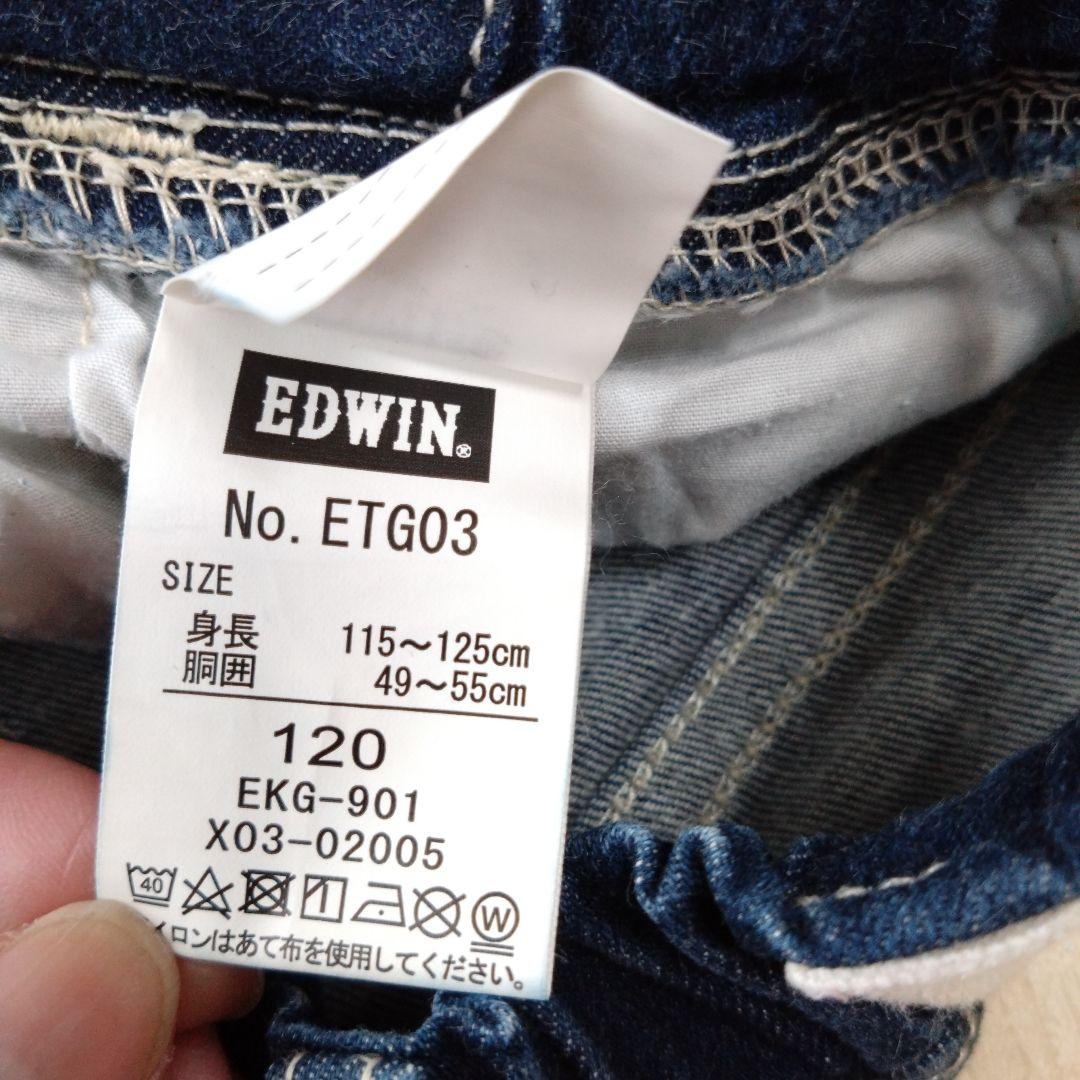 EDWIN®
No. ETG03
SIZE
身長 115～125cm
胴囲 49～55cm
120
EKG-901
X03-02005
40 W
イロンはあて布を使用してください。